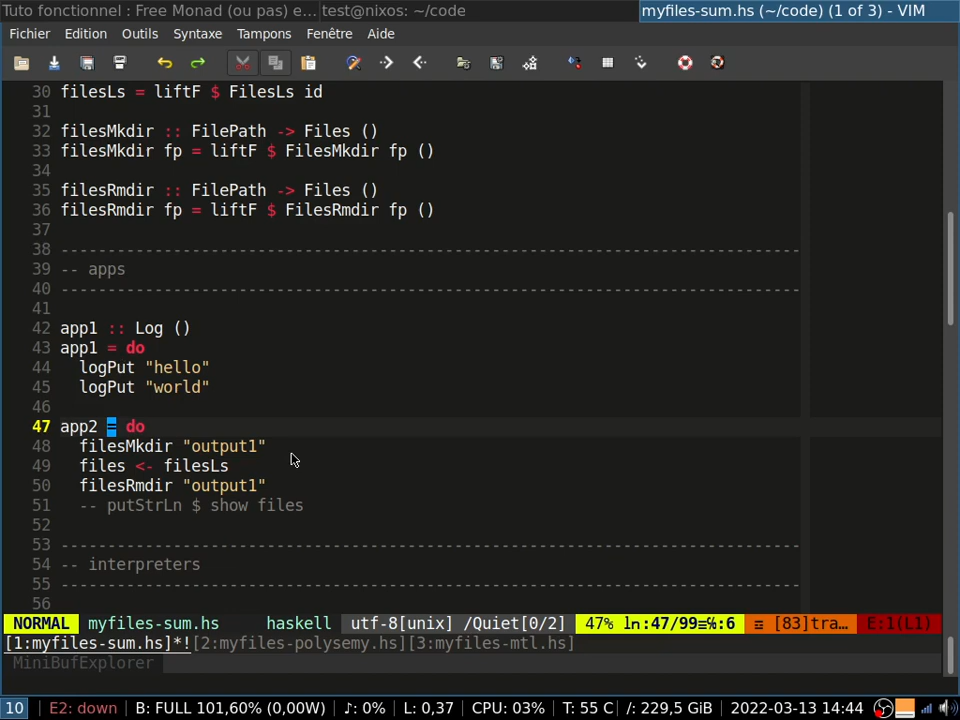 Tuto fonctionnel : Free Monad (ou pas) e... test@nixos: ~/code myfiles-sum.hs (~/code) (1 of 3) - VIM
Fichier Edition Outils Syntaxe Tampons Fenêtre Aide
30 filesLs = liftF $ FilesLs id
31
32 filesMkdir :: FilePath -> Files ()
33 filesMkdir fp = liftF $ FilesMkdir fp ()
34
35 filesRmdir :: FilePath -> Files ()
36 filesRmdir fp = liftF $ FilesRmdir fp ()
37
38 -------------------------------------------------------------------------------
39 -- apps
40 -------------------------------------------------------------------------------
41
42 app1 :: Log ()
43 app1 = do
44   logPut "hello"
45   logPut "world"
46
47 app2 = do
48   filesMkdir "output1"
49   files <- filesLs
50   filesRmdir "output1"
51   -- putStrLn $ show files
52
53 -------------------------------------------------------------------------------
54 -- interpreters
55 -------------------------------------------------------------------------------
56
NORMAL myfiles-sum.hs haskell utf-8[unix] /Quiet[0/2] 47% ln:47/99≡℅:6 ☲ [83]tra… E:1(L1)
[1:myfiles-sum.hs]*![2:myfiles-polysemy.hs][3:myfiles-mtl.hs]
MiniBufExplorer
10 E2: down B: FULL 101,60% (0,00W) ♪: 0% L: 0,37 CPU: 03% T: 55 C /: 229,5 GiB 2022-03-13 14:44